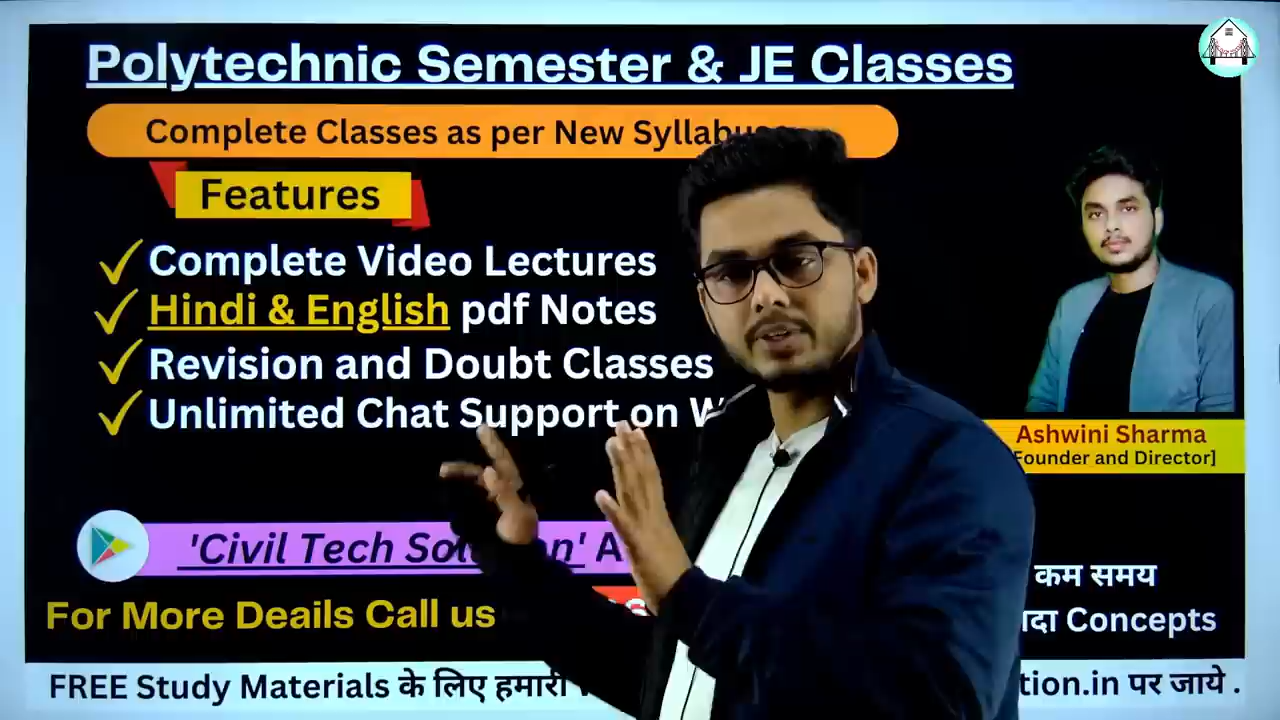 Polytechnic Semester & JE Classes
Complete Classes as per New
Features
Complete Video Lectures
Hindi & English pdf Notes
Revision and Doubt Classes
Unlimited Chat Support on
Ashwini Sharma
Founder and Director]
'Civil Tech
कम समय
For More Deails Call us
Concepts
FREE Study Materials के लिए हमारी
tion.in पर जाये .